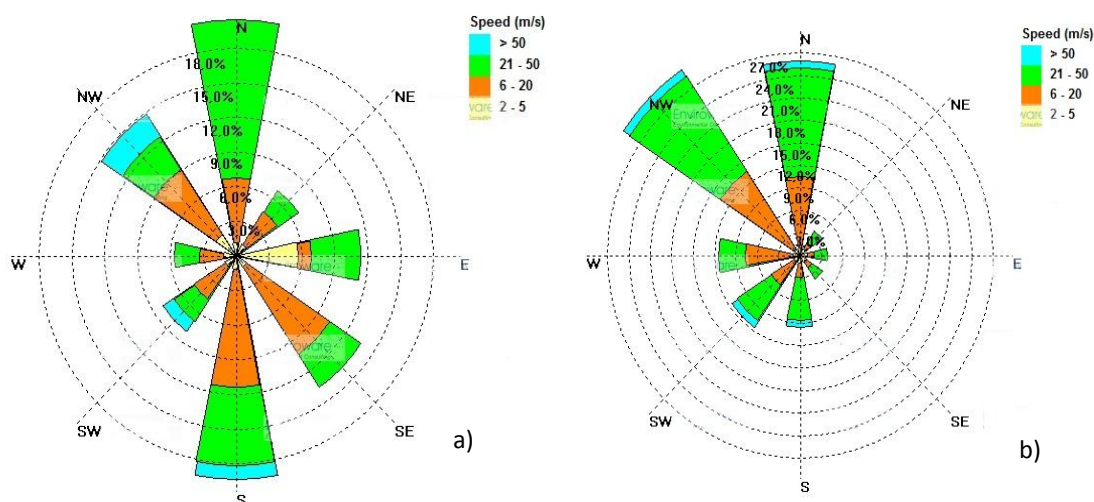 Speed (m/s)
> 50
21 - 50
6 - 20
2 - 5
N
NE
E
SE
S
SW
W
NW
18,0%
15,0%
12,0%
9,0%
6,0%
3,0%
a)
Speed (m/s)
> 50
21 - 50
6 - 20
2 - 5
N
NE
E
SE
S
SW
W
NW
27,0%
24,0%
21,0%
18,0%
15,0%
12,0%
9,0%
6,0%
3,0%
b)